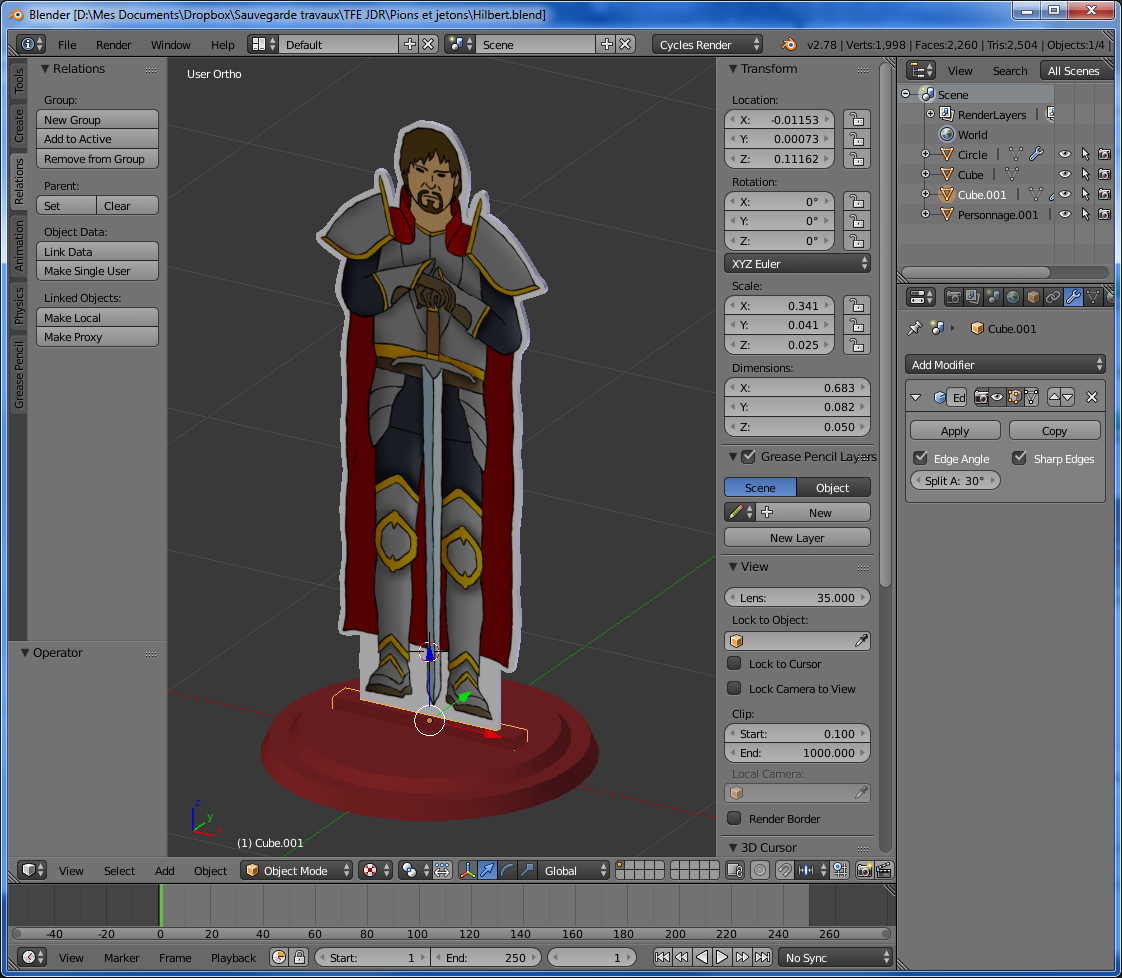 Blender [D:\Mes Documents\Dropbox\Sauvegarde travaux\TFE JDR\Pions et jetons\Hilbert.blend]
File Render Window Help Default Scene Cycles Render v2.78 | Verts:1,998 | Faces:2,260 | Tris:2,504 | Objects:1/4 |
Tools
Create
Relations
Animation
Physics
Grease Pencil
Relations
Group:
New Group
Add to Active
Remove from Group
Parent:
Set Clear
Object Data:
Link Data
Make Single User
Linked Objects:
Make Local
Make Proxy
Operator
User Ortho
z
y
x
(1) Cube.001
Transform
Location:
X: -0.01153
Y: 0.00073
Z: 0.11162
Rotation:
X: 0°
Y: 0°
Z: 0°
XYZ Euler
Scale:
X: 0.341
Y: 0.041
Z: 0.025
Dimensions:
X: 0.683
Y: 0.082
Z: 0.050
Grease Pencil Layers
Scene Object
New
New Layer
View
Lens: 35.000
Lock to Object:
Lock to Cursor
Lock Camera to View
Clip:
Start: 0.100
End: 1000.000
Local Camera:
Render Border
3D Cursor
View Search All Scenes
Scene
RenderLayers |
World
Circle |
Cube |
Cube.001 |
Personnage.001 |
Cube.001
Add Modifier
Ed
Apply Copy
Edge Angle Sharp Edges
Split A: 30°
View Select Add Object Object Mode Global
-40 -20 0 20 40 60 80 100 120 140 160 180 200 220 240 260
View Marker Frame Playback Start: 1 End: 250 1 No Sync